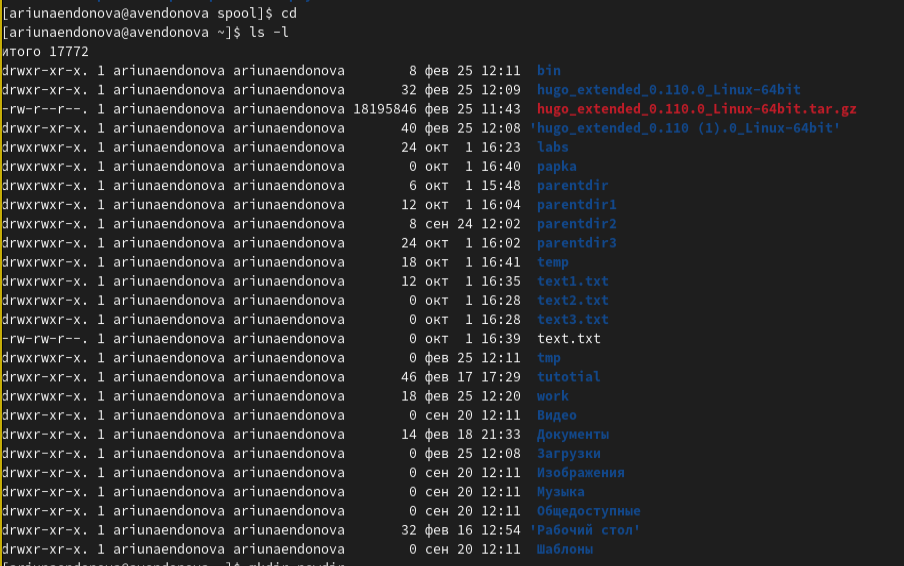 [ariunaendonova@avendonova spool]$ cd
[ariunaendonova@avendonova ~]$ ls -l
итого 17772
drwxr-xr-x. 1 ariunaendonova ariunaendonova        8 фев 25 12:11  bin
drwxr-xr-x. 1 ariunaendonova ariunaendonova       32 фев 25 12:09  hugo_extended_0.110.0_Linux-64bit
-rw-r--r--. 1 ariunaendonova ariunaendonova 18195846 фев 25 11:43  hugo_extended_0.110.0_Linux-64bit.tar.gz
drwxr-xr-x. 1 ariunaendonova ariunaendonova       40 фев 25 12:08 'hugo_extended_0.110 (1).0_Linux-64bit'
drwxrwxr-x. 1 ariunaendonova ariunaendonova       24 окт  1 16:23  labs
drwxrwxr-x. 1 ariunaendonova ariunaendonova        0 окт  1 16:40  papka
drwxrwxr-x. 1 ariunaendonova ariunaendonova        6 окт  1 15:48  parentdir
drwxrwxr-x. 1 ariunaendonova ariunaendonova       12 окт  1 16:04  parentdir1
drwxrwxr-x. 1 ariunaendonova ariunaendonova        8 сен 24 12:02  parentdir2
drwxrwxr-x. 1 ariunaendonova ariunaendonova       24 окт  1 16:02  parentdir3
drwxrwxr-x. 1 ariunaendonova ariunaendonova       18 окт  1 16:41  temp
drwxrwxr-x. 1 ariunaendonova ariunaendonova       12 окт  1 16:35  text1.txt
drwxrwxr-x. 1 ariunaendonova ariunaendonova        0 окт  1 16:28  text2.txt
drwxrwxr-x. 1 ariunaendonova ariunaendonova        0 окт  1 16:28  text3.txt
-rw-rw-r--. 1 ariunaendonova ariunaendonova        0 окт  1 16:39  text.txt
drwxrwxr-x. 1 ariunaendonova ariunaendonova        0 фев 25 12:11  tmp
drwxr-xr-x. 1 ariunaendonova ariunaendonova       46 фев 17 17:29  tutotial
drwxr-xr-x. 1 ariunaendonova ariunaendonova       18 фев 25 12:20  work
drwxr-xr-x. 1 ariunaendonova ariunaendonova        0 сен 20 12:11  Видео
drwxr-xr-x. 1 ariunaendonova ariunaendonova       14 фев 18 21:33  Документы
drwxr-xr-x. 1 ariunaendonova ariunaendonova        0 фев 25 12:08  Загрузки
drwxr-xr-x. 1 ariunaendonova ariunaendonova        0 сен 20 12:11  Изображения
drwxr-xr-x. 1 ariunaendonova ariunaendonova        0 сен 20 12:11  Музыка
drwxr-xr-x. 1 ariunaendonova ariunaendonova        0 сен 20 12:11  Общедоступные
drwxr-xr-x. 1 ariunaendonova ariunaendonova       32 фев 16 12:54 'Рабочий стол'
drwxr-xr-x. 1 ariunaendonova ariunaendonova        0 сен 20 12:11  Шаблоны